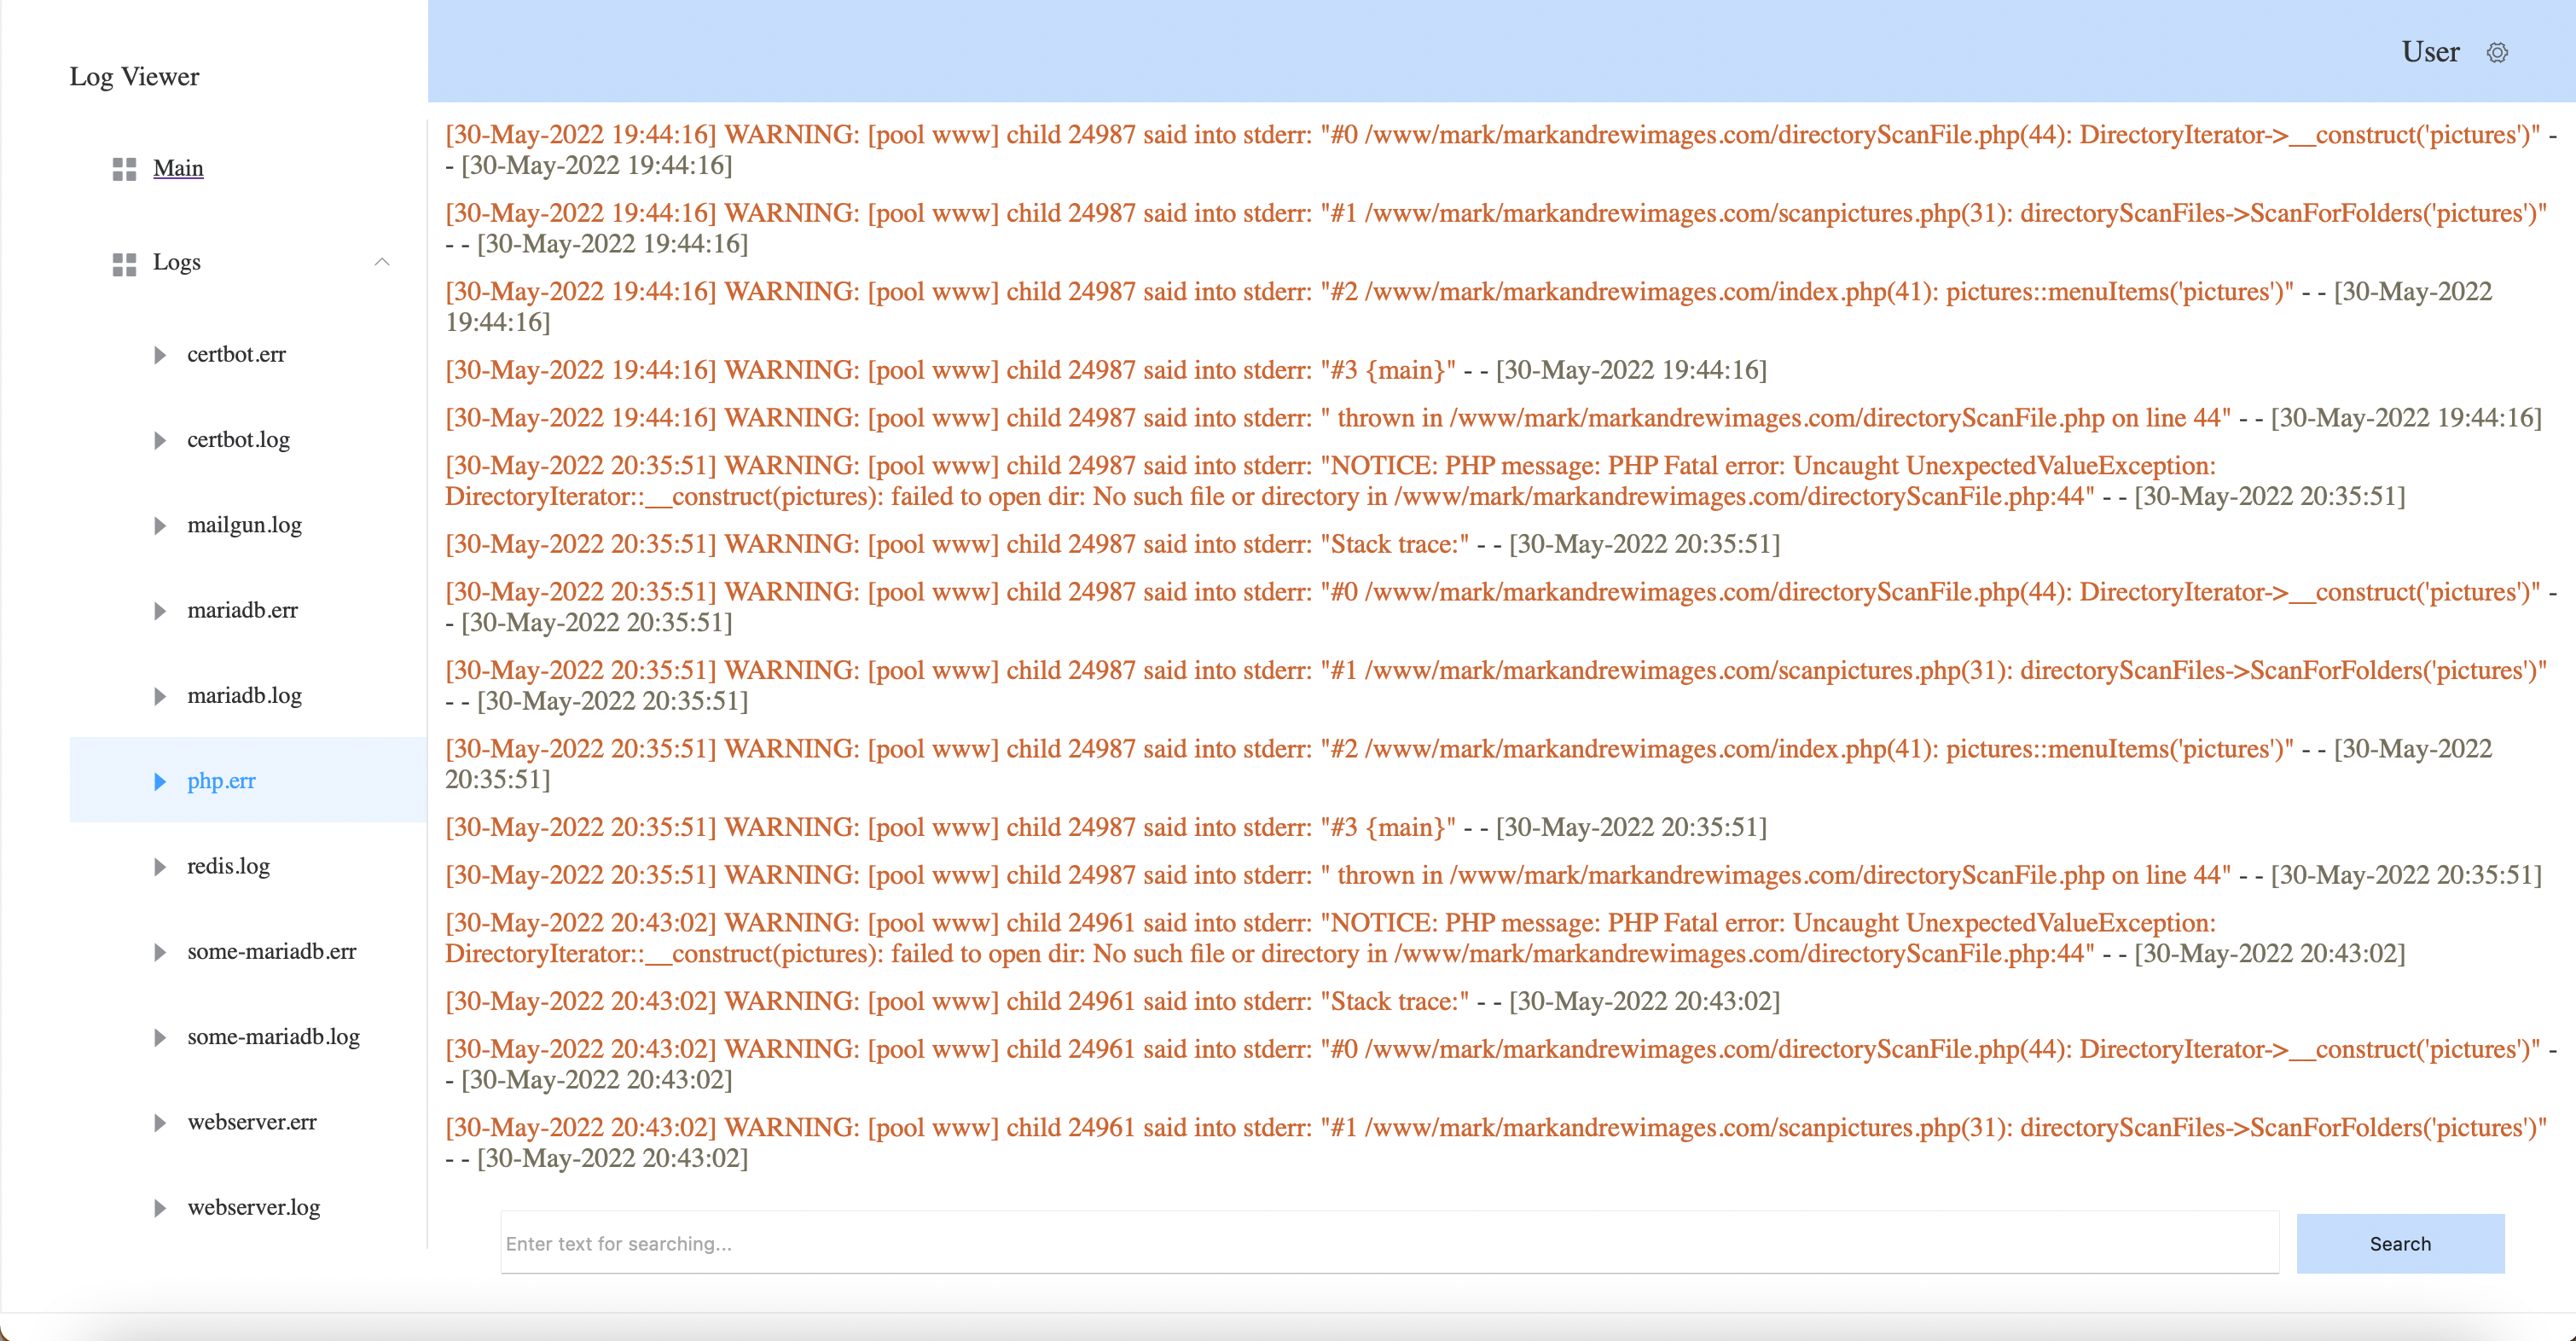 Log Viewer
Main
Logs
certbot.err
certbot.log
mailgun.log
mariadb.err
mariadb.log
php.err
redis.log
some-mariadb.err
some-mariadb.log
webserver.err
webserver.log
User
[30-May-2022 19:44:16] WARNING: [pool www] child 24987 said into stderr: "#0 /www/mark/markandrewimages.com/directoryScanFile.php(44): DirectoryIterator->__construct('pictures')" -
- [30-May-2022 19:44:16]
[30-May-2022 19:44:16] WARNING: [pool www] child 24987 said into stderr: "#1 /www/mark/markandrewimages.com/scanpictures.php(31): directoryScanFiles->ScanForFolders('pictures')"
- - [30-May-2022 19:44:16]
[30-May-2022 19:44:16] WARNING: [pool www] child 24987 said into stderr: "#2 /www/mark/markandrewimages.com/index.php(41): pictures::menuItems('pictures')" - - [30-May-2022
19:44:16]
[30-May-2022 19:44:16] WARNING: [pool www] child 24987 said into stderr: "#3 {main}" - - [30-May-2022 19:44:16]
[30-May-2022 19:44:16] WARNING: [pool www] child 24987 said into stderr: " thrown in /www/mark/markandrewimages.com/directoryScanFile.php on line 44" - - [30-May-2022 19:44:16]
[30-May-2022 20:35:51] WARNING: [pool www] child 24987 said into stderr: "NOTICE: PHP message: PHP Fatal error: Uncaught UnexpectedValueException:
DirectoryIterator::__construct(pictures): failed to open dir: No such file or directory in /www/mark/markandrewimages.com/directoryScanFile.php:44" - - [30-May-2022 20:35:51]
[30-May-2022 20:35:51] WARNING: [pool www] child 24987 said into stderr: "Stack trace:" - - [30-May-2022 20:35:51]
[30-May-2022 20:35:51] WARNING: [pool www] child 24987 said into stderr: "#0 /www/mark/markandrewimages.com/directoryScanFile.php(44): DirectoryIterator->__construct('pictures')" -
- [30-May-2022 20:35:51]
[30-May-2022 20:35:51] WARNING: [pool www] child 24987 said into stderr: "#1 /www/mark/markandrewimages.com/scanpictures.php(31): directoryScanFiles->ScanForFolders('pictures')"
- - [30-May-2022 20:35:51]
[30-May-2022 20:35:51] WARNING: [pool www] child 24987 said into stderr: "#2 /www/mark/markandrewimages.com/index.php(41): pictures::menuItems('pictures')" - - [30-May-2022
20:35:51]
[30-May-2022 20:35:51] WARNING: [pool www] child 24987 said into stderr: "#3 {main}" - - [30-May-2022 20:35:51]
[30-May-2022 20:35:51] WARNING: [pool www] child 24987 said into stderr: " thrown in /www/mark/markandrewimages.com/directoryScanFile.php on line 44" - - [30-May-2022 20:35:51]
[30-May-2022 20:43:02] WARNING: [pool www] child 24961 said into stderr: "NOTICE: PHP message: PHP Fatal error: Uncaught UnexpectedValueException:
DirectoryIterator::__construct(pictures): failed to open dir: No such file or directory in /www/mark/markandrewimages.com/directoryScanFile.php:44" - - [30-May-2022 20:43:02]
[30-May-2022 20:43:02] WARNING: [pool www] child 24961 said into stderr: "Stack trace:" - - [30-May-2022 20:43:02]
[30-May-2022 20:43:02] WARNING: [pool www] child 24961 said into stderr: "#0 /www/mark/markandrewimages.com/directoryScanFile.php(44): DirectoryIterator->__construct('pictures')" -
- [30-May-2022 20:43:02]
[30-May-2022 20:43:02] WARNING: [pool www] child 24961 said into stderr: "#1 /www/mark/markandrewimages.com/scanpictures.php(31): directoryScanFiles->ScanForFolders('pictures')"
- - [30-May-2022 20:43:02]
Enter text for searching...
Search